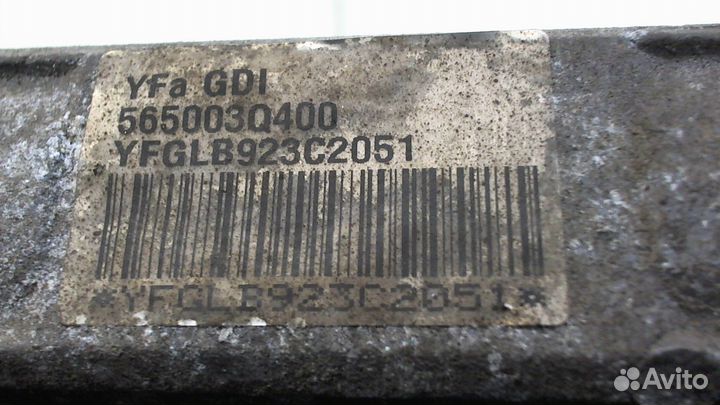 YFa GDI
565003Q400
YFGLB923C2051
*YFGLB923C2051*
Avito